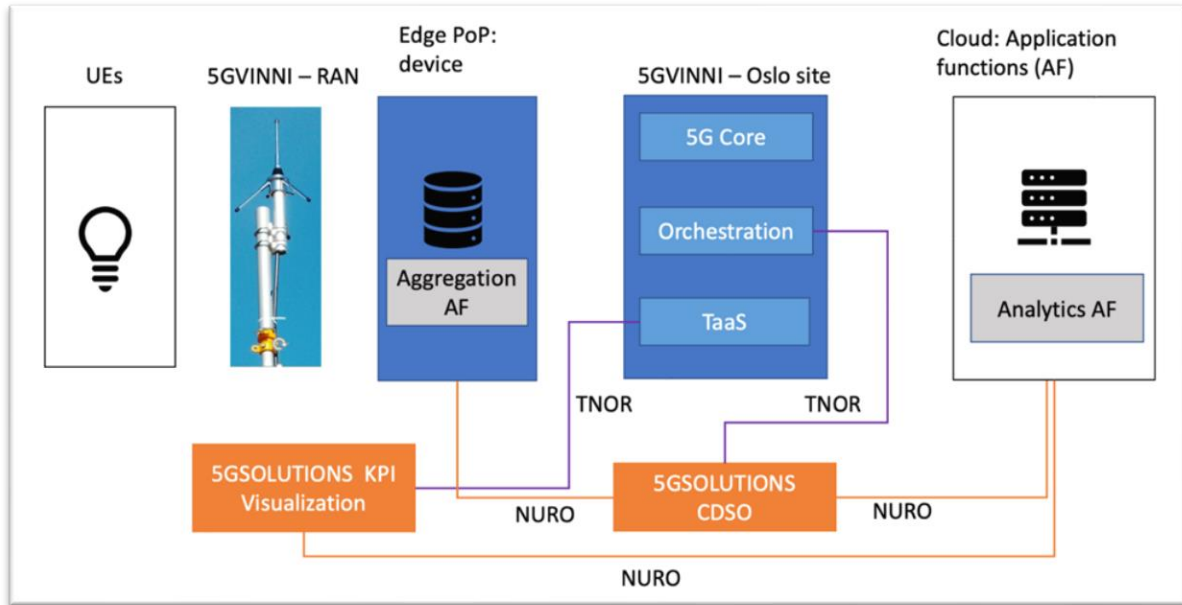 UEs
5GVINNI – RAN
Edge PoP:
device
5GVINNI – Oslo site
Cloud: Application
functions (AF)
5G Core
Orchestration
TaaS
Aggregation
AF
Analytics AF
TNOR
TNOR
5GSOLUTIONS  KPI
Visualization
5GSOLUTIONS
CDSO
NURO
NURO
NURO